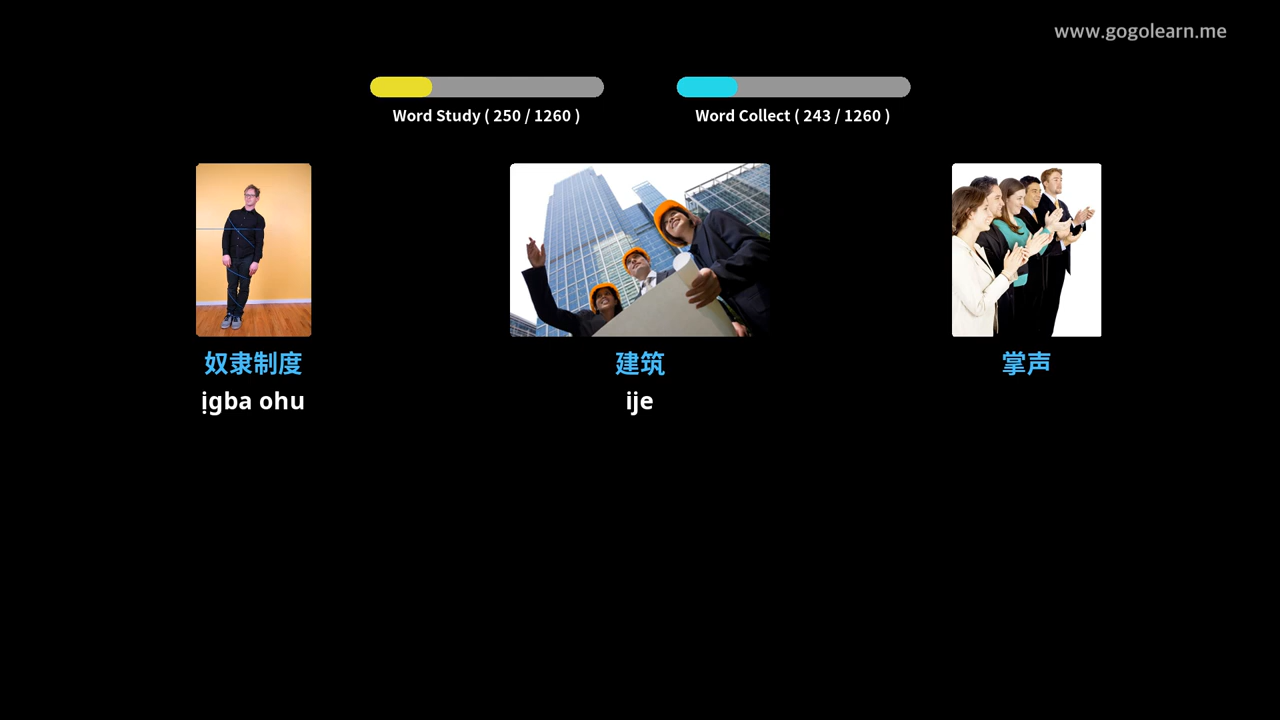 www.gogolearn.me
Word Study ( 250 / 1260 )
Word Collect ( 243 / 1260 )
奴隶制度
ịgba ohu
建筑
ije
掌声